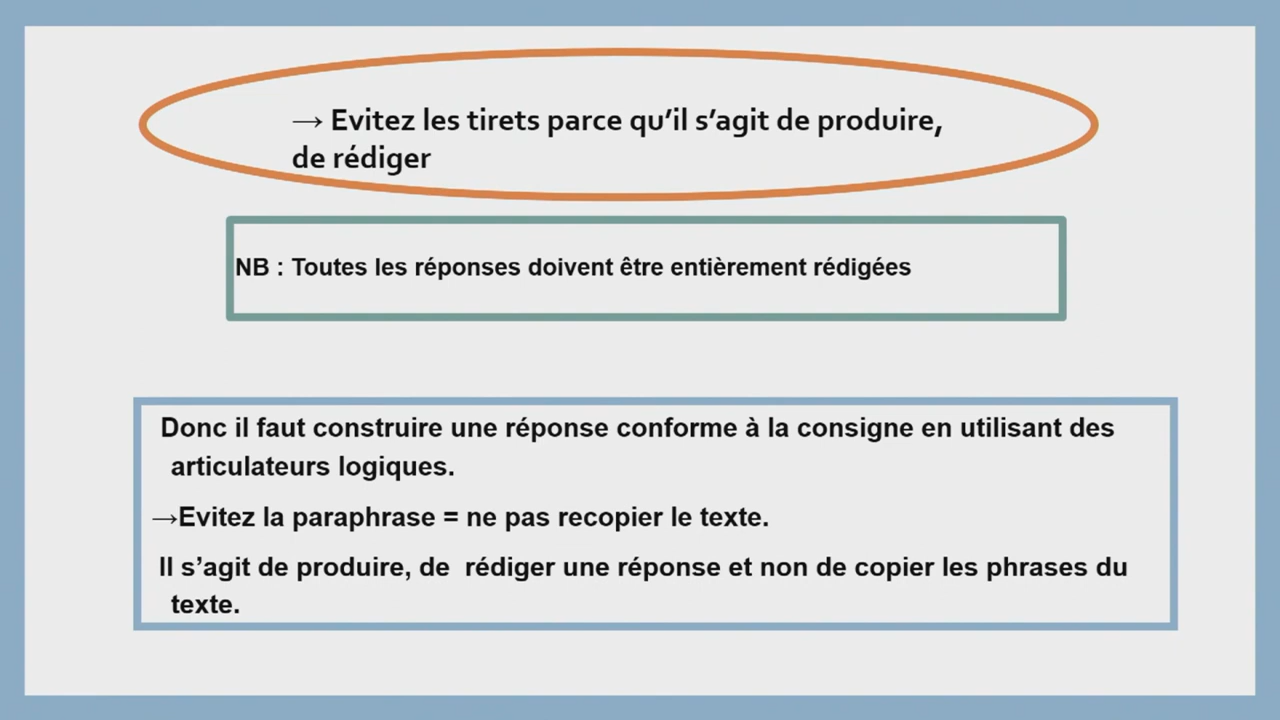 → Evitez les tirets parce qu’il s’agit de produire,
de rédiger
NB : Toutes les réponses doivent être entièrement rédigées
Donc il faut construire une réponse conforme à la consigne en utilisant des
articulateurs logiques.
→Evitez la paraphrase = ne pas recopier le texte.
Il s’agit de produire, de  rédiger une réponse et non de copier les phrases du
texte.